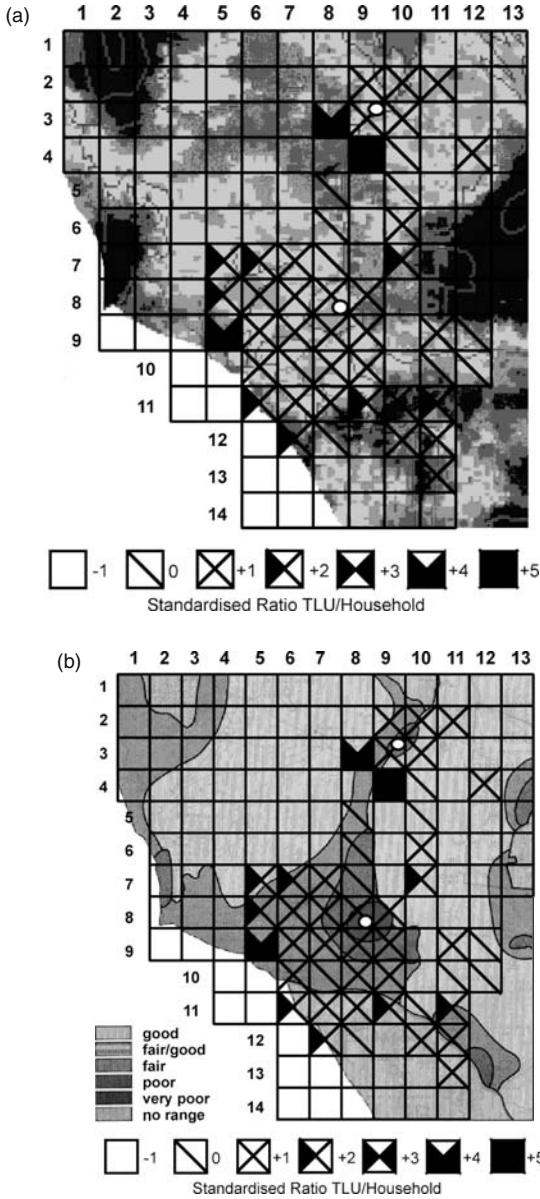 (a)
1 2 3 4 5 6 7 8 9 10 11 12 13
1
2
3
4
5
6
7
8
9
10
11
12
13
14
-1 0 +1 +2 +3 +4 +5
Standardised Ratio TLU/Household
(b)
1 2 3 4 5 6 7 8 9 10 11 12 13
1
2
3
4
5
6
7
8
9
10
11
good
fair/good
12
fair
poor
13
very poor
no range
14
-1 0 +1 +2 +3 +4 +5
Standardised Ratio TLU/Household